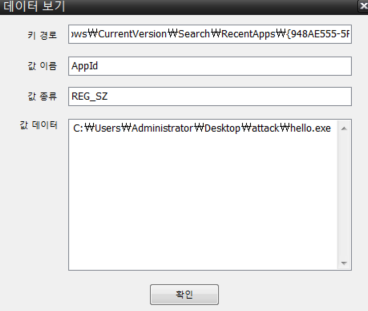 데이터 보기
키 경로 ows₩CurrentVersion₩Search₩RecentApps₩{948AE555-5F
값 이름 AppId
값 종류 REG_SZ
값 데이터 C:₩Users₩Administrator₩Desktop₩attack₩hello.exe
확인